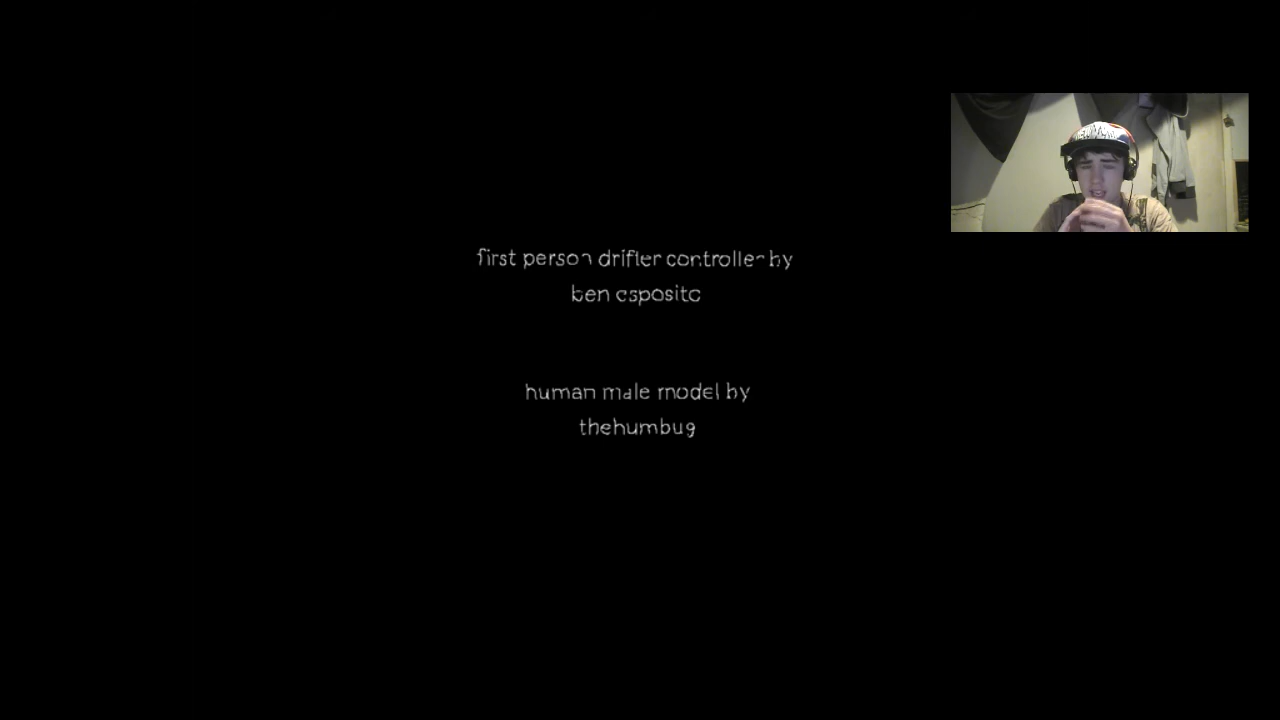 first person drifter controller by
ben esposito
human male model by
thehumbug